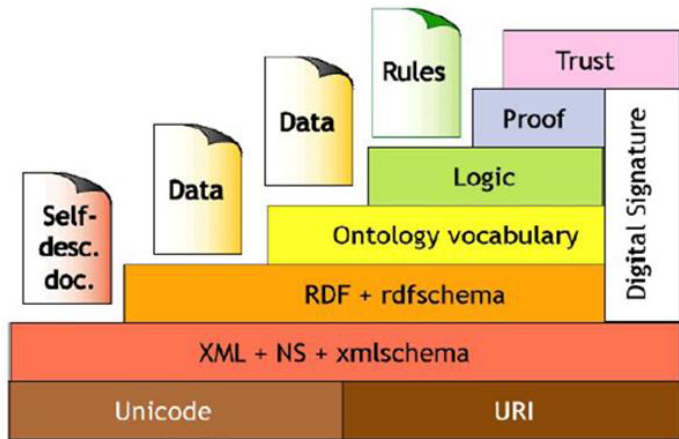 Rules
Trust
Data
Proof
Data
Logic
Self-
desc.
doc.
Ontology vocabulary
Digital Signature
RDF + rdfschema
XML + NS + xmlschema
Unicode
URI